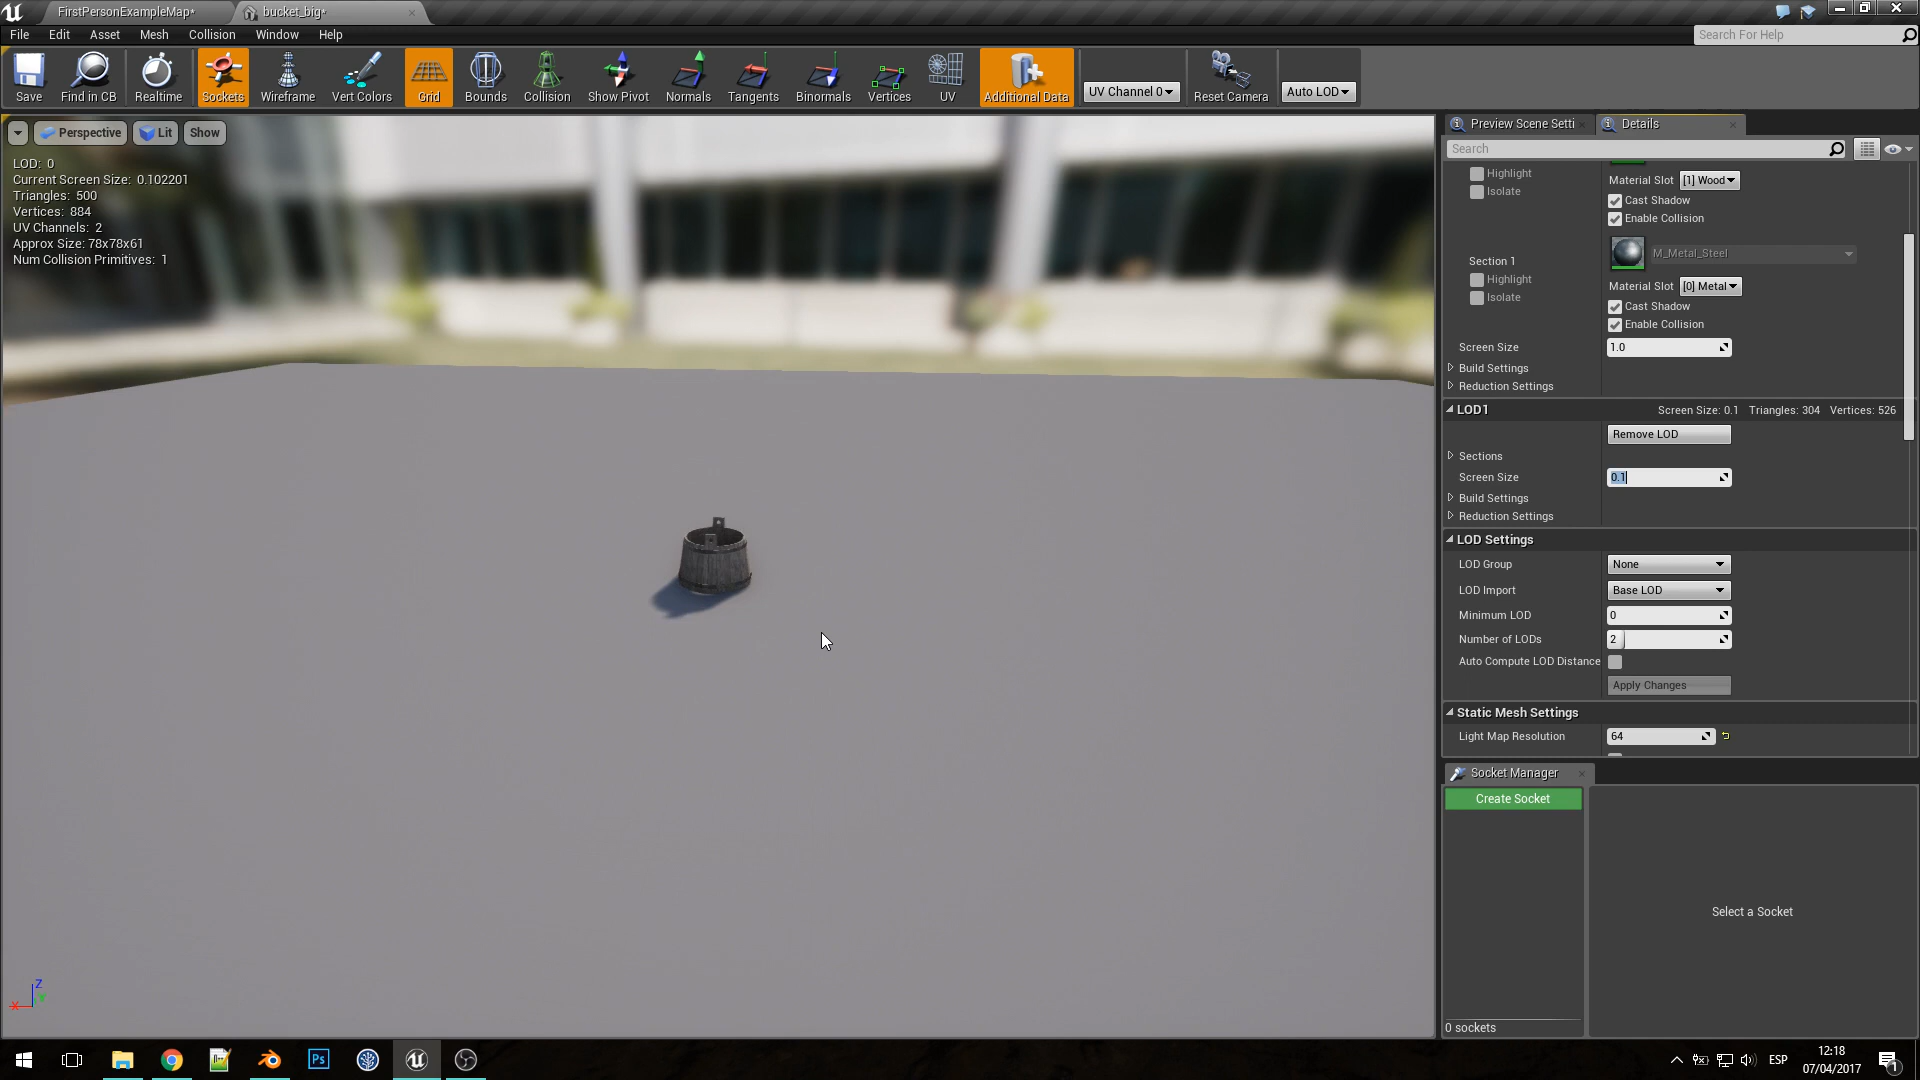 FirstPersonExampleMap*
bucket_big*
File
Edit
Asset
Mesh
Collision
Window
Help
Search For Help
Save
Find in CB
Realtime
Sockets
Wireframe
Vert Colors
Grid
Bounds
Collision
Show Pivot
Normals
Tangents
Binormals
Vertices
UV
Additional Data
UV Channel 0
Reset Camera
Auto LOD
Perspective
Lit
Show
LOD: 0
Current Screen Size: 0.102201
Triangles: 500
Vertices: 884
UV Channels: 2
Approx Size: 78x78x61
Num Collision Primitives: 1
Z
Y
X
Preview Scene Setti
Details
Search
Highlight
Isolate
Material Slot [1] Wood
Cast Shadow
Enable Collision
Section 1
Highlight
Isolate
M_Metal_Steel
Material Slot [0] Metal
Cast Shadow
Enable Collision
Screen Size 1.0
Build Settings
Reduction Settings
LOD1 Screen Size: 0.1 Triangles: 304 Vertices: 526
Remove LOD
Sections
Screen Size 0.1
Build Settings
Reduction Settings
LOD Settings
LOD Group None
LOD Import Base LOD
Minimum LOD 0
Number of LODs 2
Auto Compute LOD Distance
Apply Changes
Static Mesh Settings
Light Map Resolution 64
Socket Manager
Create Socket
Select a Socket
0 sockets
Ps
ESP
12:18
07/04/2017
1